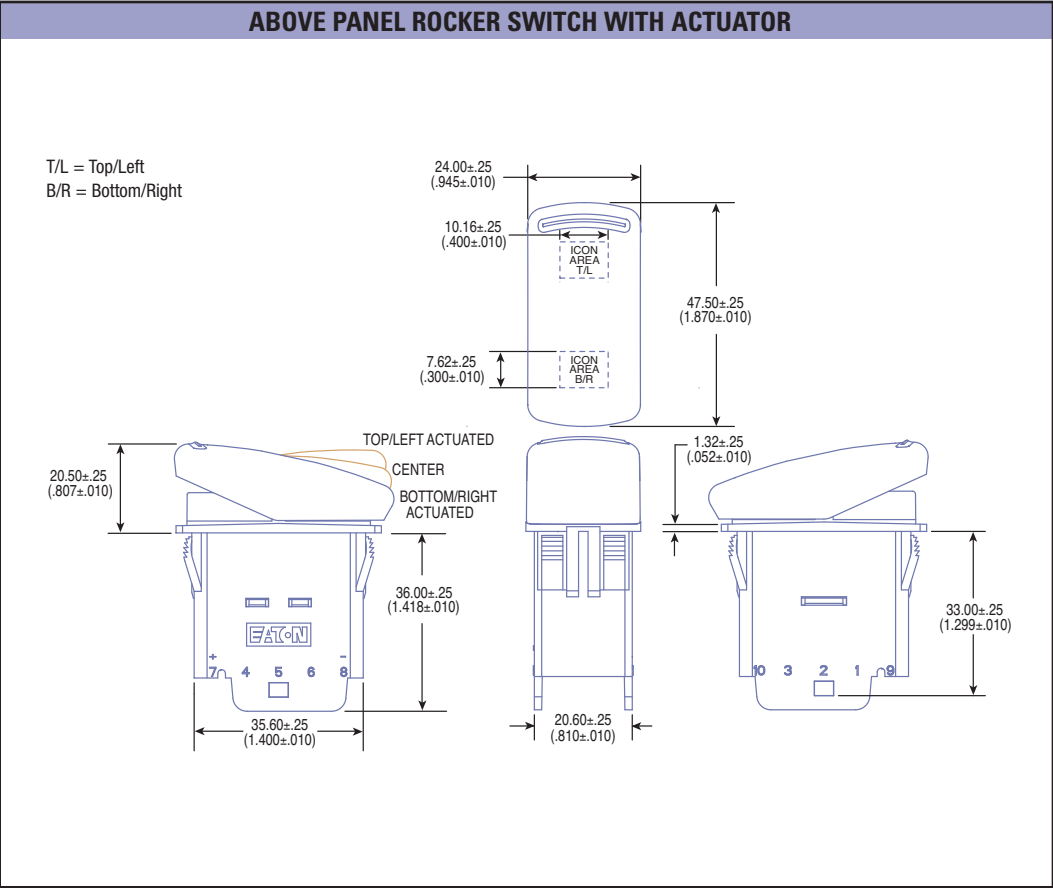 ABOVE PANEL ROCKER SWITCH WITH ACTUATOR
T/L = Top/Left
B/R = Bottom/Right
24.00±.25
(.945±.010)
10.16±.25
(.400±.010)
ICON
AREA
T/L
47.50±.25
(1.870±.010)
7.62±.25
(.300±.010)
ICON
AREA
B/R
TOP/LEFT ACTUATED
CENTER
BOTTOM/RIGHT
ACTUATED
20.50±.25
(.807±.010)
1.32±.25
(.052±.010)
36.00±.25
(1.418±.010)
33.00±.25
(1.299±.010)
EATON
+ -
7 4 5 6 8
10 3 2 1 9
35.60±.25
(1.400±.010)
20.60±.25
(.810±.010)